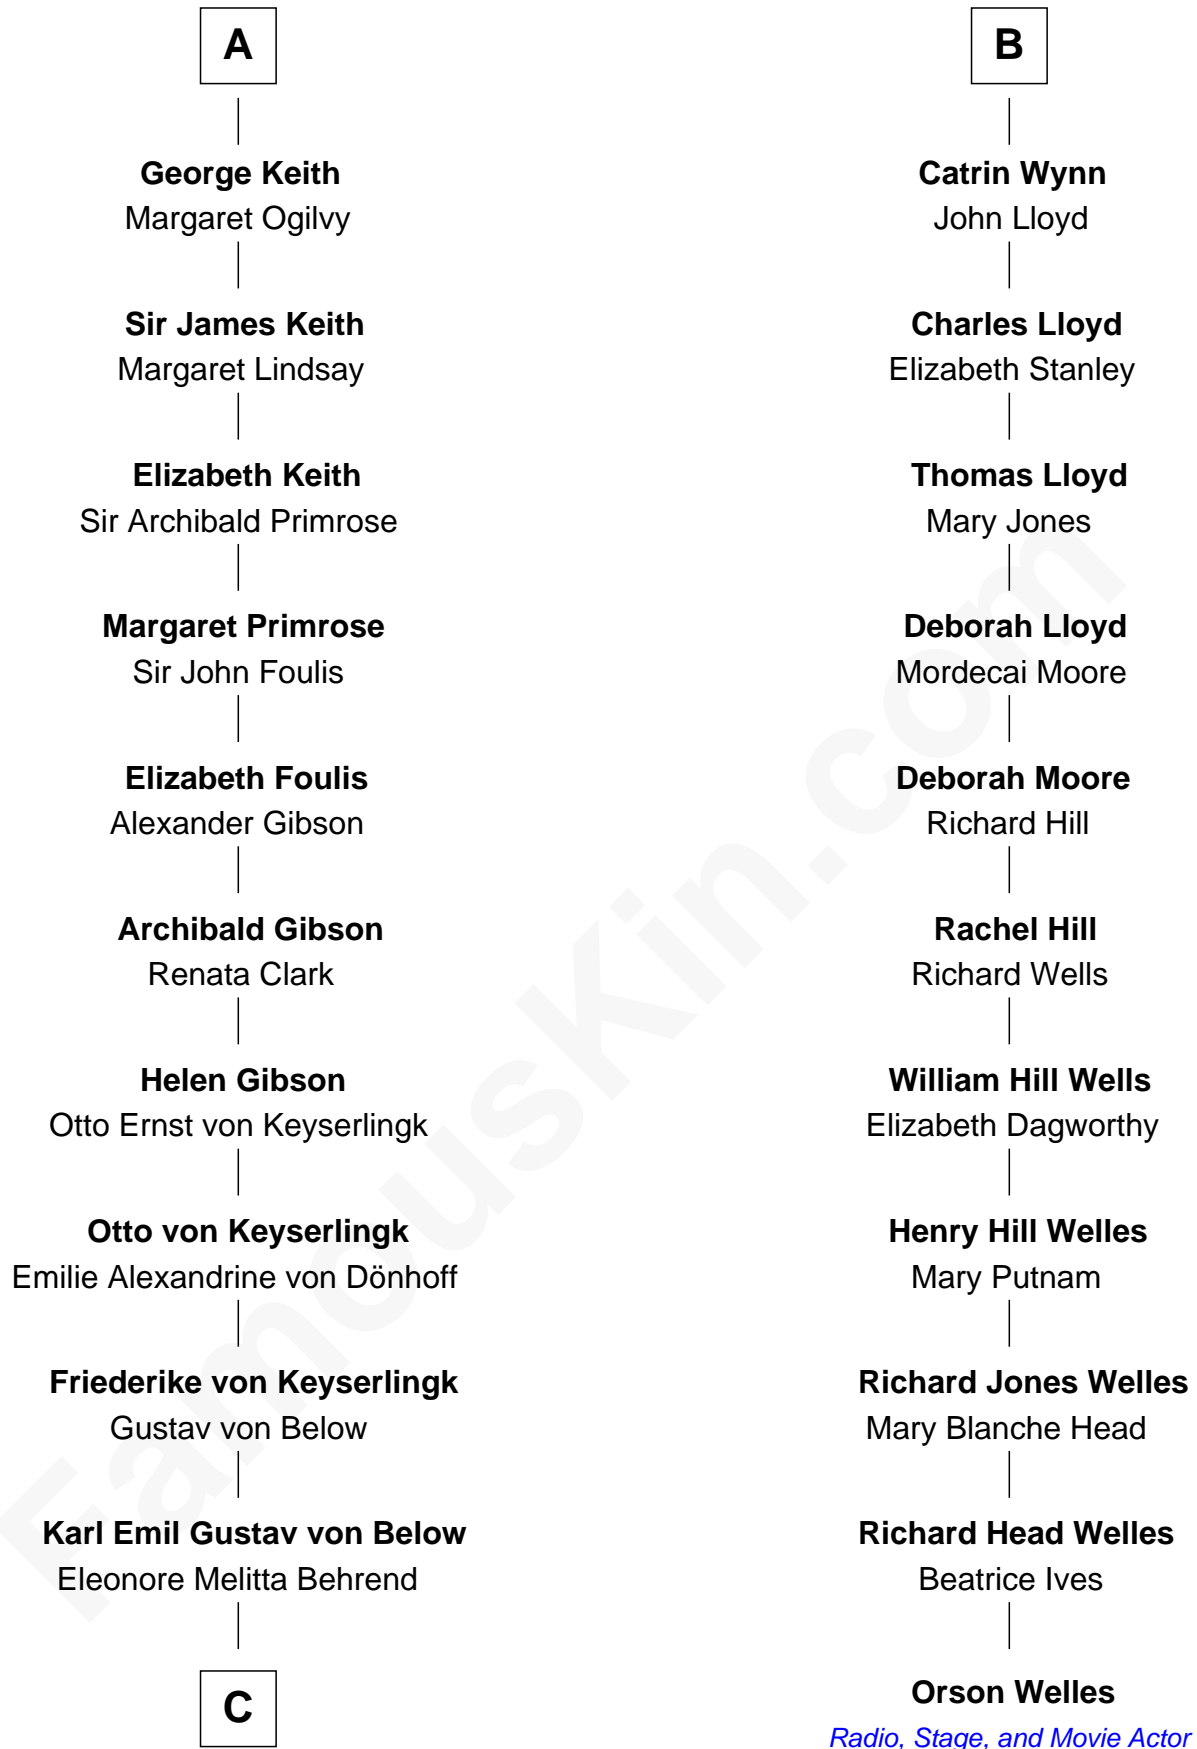 A
George Keith
Margaret Ogilvy
Sir James Keith
Margaret Lindsay
Elizabeth Keith
Sir Archibald Primrose
Margaret Primrose
Sir John Foulis
Elizabeth Foulis
Alexander Gibson
Archibald Gibson
Renata Clark
Helen Gibson
Otto Ernst von Keyserlingk
Otto von Keyserlingk
Emilie Alexandrine von Dönhoff
Friederike von Keyserlingk
Gustav von Below
Karl Emil Gustav von Below
Eleonore Melitta Behrend
C
B
Catrin Wynn
John Lloyd
Charles Lloyd
Elizabeth Stanley
Thomas Lloyd
Mary Jones
Deborah Lloyd
Mordecai Moore
Deborah Moore
Richard Hill
Rachel Hill
Richard Wells
William Hill Wells
Elizabeth Dagworthy
Henry Hill Welles
Mary Putnam
Richard Jones Welles
Mary Blanche Head
Richard Head Welles
Beatrice Ives
Orson Welles
Radio, Stage, and Movie Actor
FamousKin.com